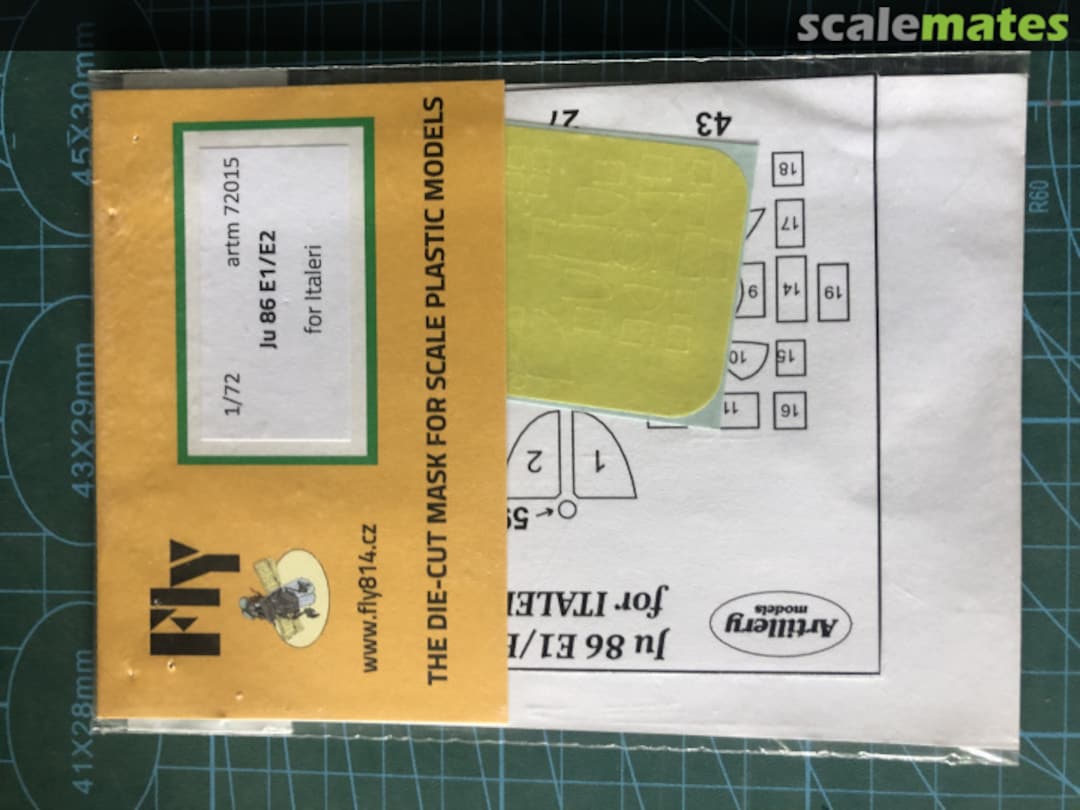 scalemates
Fly
www.fly814.cz
1/72 artm 72015
Ju 86 E1/E2
for Italeri
THE DIE-CUT MASK FOR SCALE PLASTIC MODELS
Artillery
models
Ju 86 E1/
for ITALERI
1
2
43
27
9
10
11
14
15
16
17
18
19
45X30mm
43X29mm
41X28mm
R60